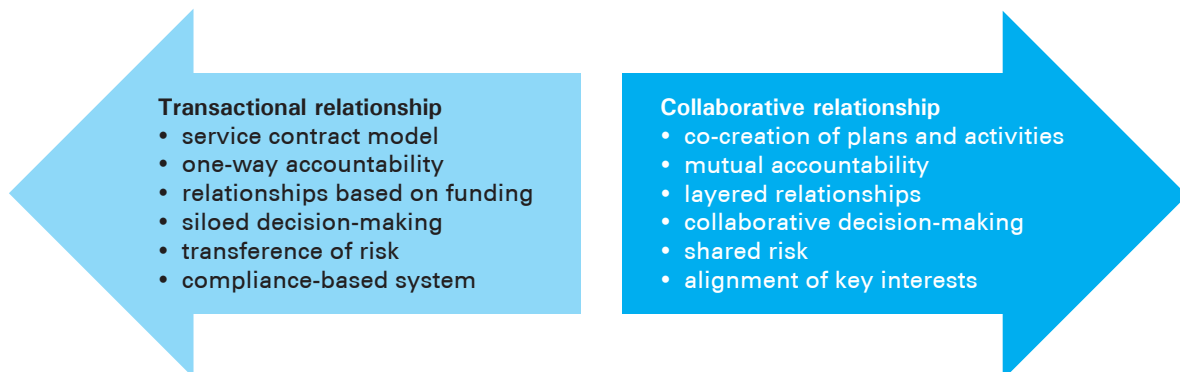 Transactional relationship
• service contract model
• one-way accountability
• relationships based on funding
• siloed decision-making
• transference of risk
• compliance-based system
Collaborative relationship
• co-creation of plans and activities
• mutual accountability
• layered relationships
• collaborative decision-making
• shared risk
• alignment of key interests